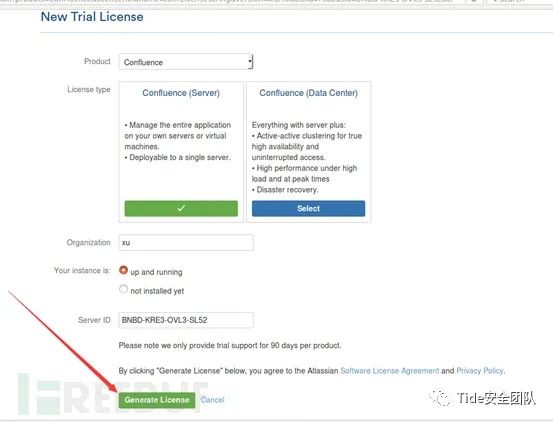 New Trial License
Product
Confluence
License type
Confluence (Server)
• Manage the entire application
on your own servers or virtual
machines.
• Deployable to a single server.
Confluence (Data Center)
Everything with server plus:
• Active-active clustering for true
high availability and
uninterrupted access.
• High performance under high
load and at peak times
• Disaster recovery.
Select
Organization
xu
Your instance is:
up and running
not installed yet
Server ID
BNBD-KRE3-OVL3-SL52
Please note we only provide trial support for 90 days per product.
By clicking "Generate License" below, you agree to the Atlassian Software License Agreement and Privacy Policy.
Generate License
Cancel
FREEBUF
Tide安全团队